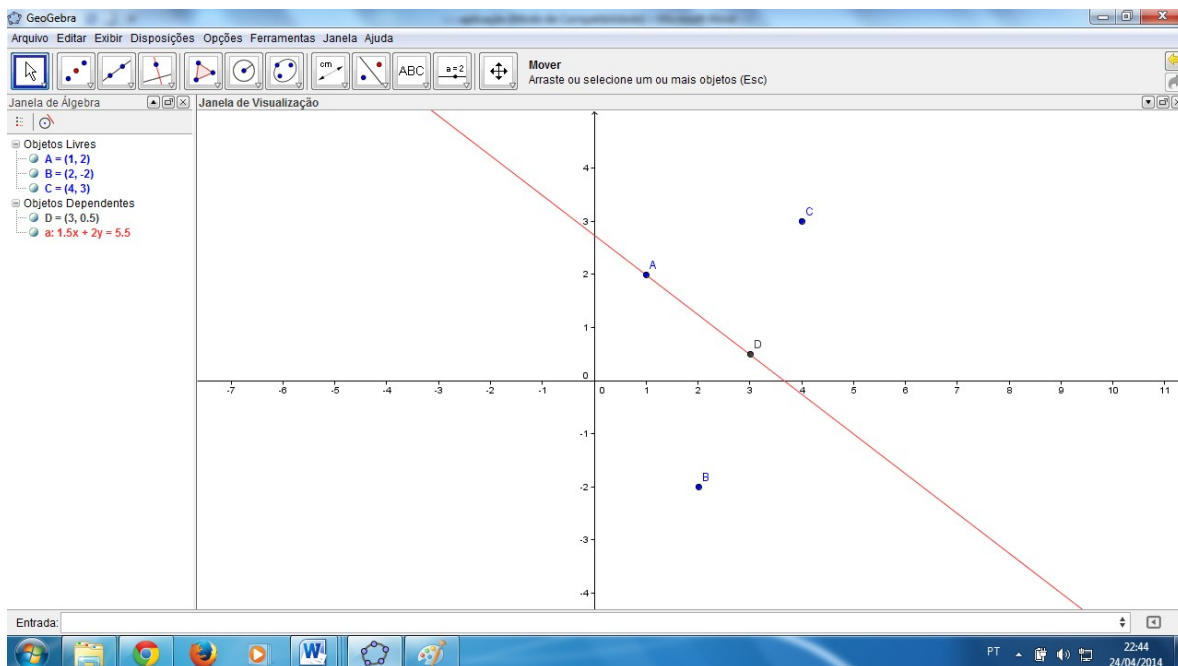 GeoGebra
Arquivo Editar Exibir Disposições Opções Ferramentas Janela Ajuda
cm
ABC
a=2
Mover
Arraste ou selecione um ou mais objetos (Esc)
Janela de Álgebra
Janela de Visualização
Objetos Livres
A = (1, 2)
B = (2, -2)
C = (4, 3)
Objetos Dependentes
D = (3, 0.5)
a: 1.5x + 2y = 5.5
4
3
2
1
0
-1
-2
-3
-4
-7 -6 -5 -4 -3 -2 -1 0 1 2 3 4 5 6 7 8 9 10 11
C
A
D
B
Entrada:
W
PT
22:44
24/04/2014